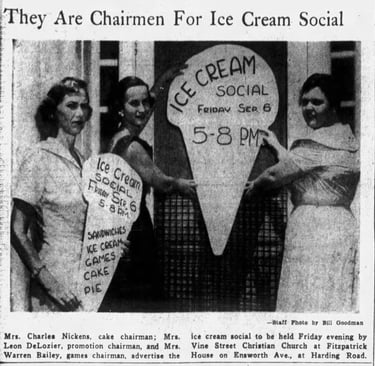 They Are Chairmen For Ice Cream Social
ICE CREAM
SOCIAL
FRIDAY SEP. 6
5-8 PM
Ice Cream
SOCIAL
FRIDAY SEP. 6
5-8 P.M.
SANDWICHES
ICE CREAM
GAMES
CAKE
PIE
—Staff Photo by Bill Goodman
Mrs. Charles Nickens, cake chairman; Mrs.
Leon DeLozier, promotion chairman, and Mrs.
Warren Bailey, games chairman, advertise the
ice cream social to be held Friday evening by
Vine Street Christian Church at Fitzpatrick
House on Ensworth Ave., at Harding Road.